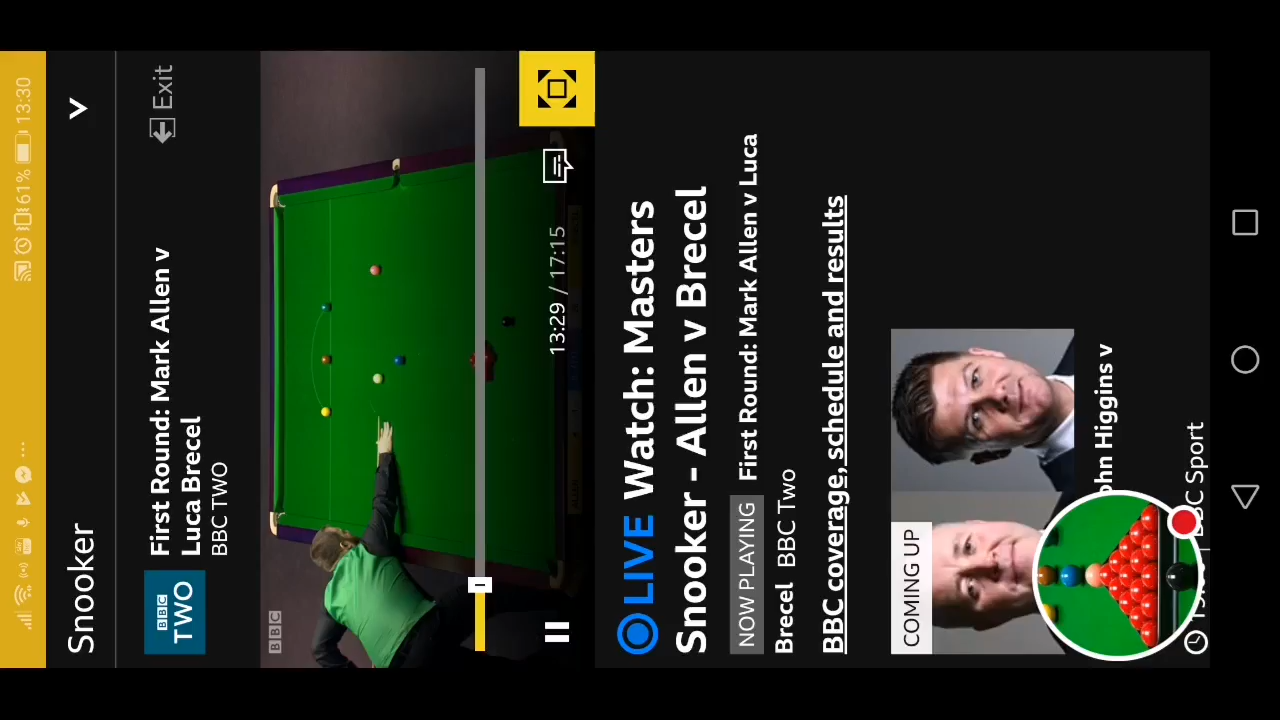 61% 13:30
Snooker
BBC
TWO
First Round: Mark Allen v
Luca Brecel
BBC TWO
Exit
BBC
13:29 / 17:15
LIVE Watch: Masters
Snooker - Allen v Brecel
NOW PLAYING First Round: Mark Allen v Luca
Brecel BBC Two
BBC coverage, schedule and results
COMING UP
ohn Higgins v
BBC Sport